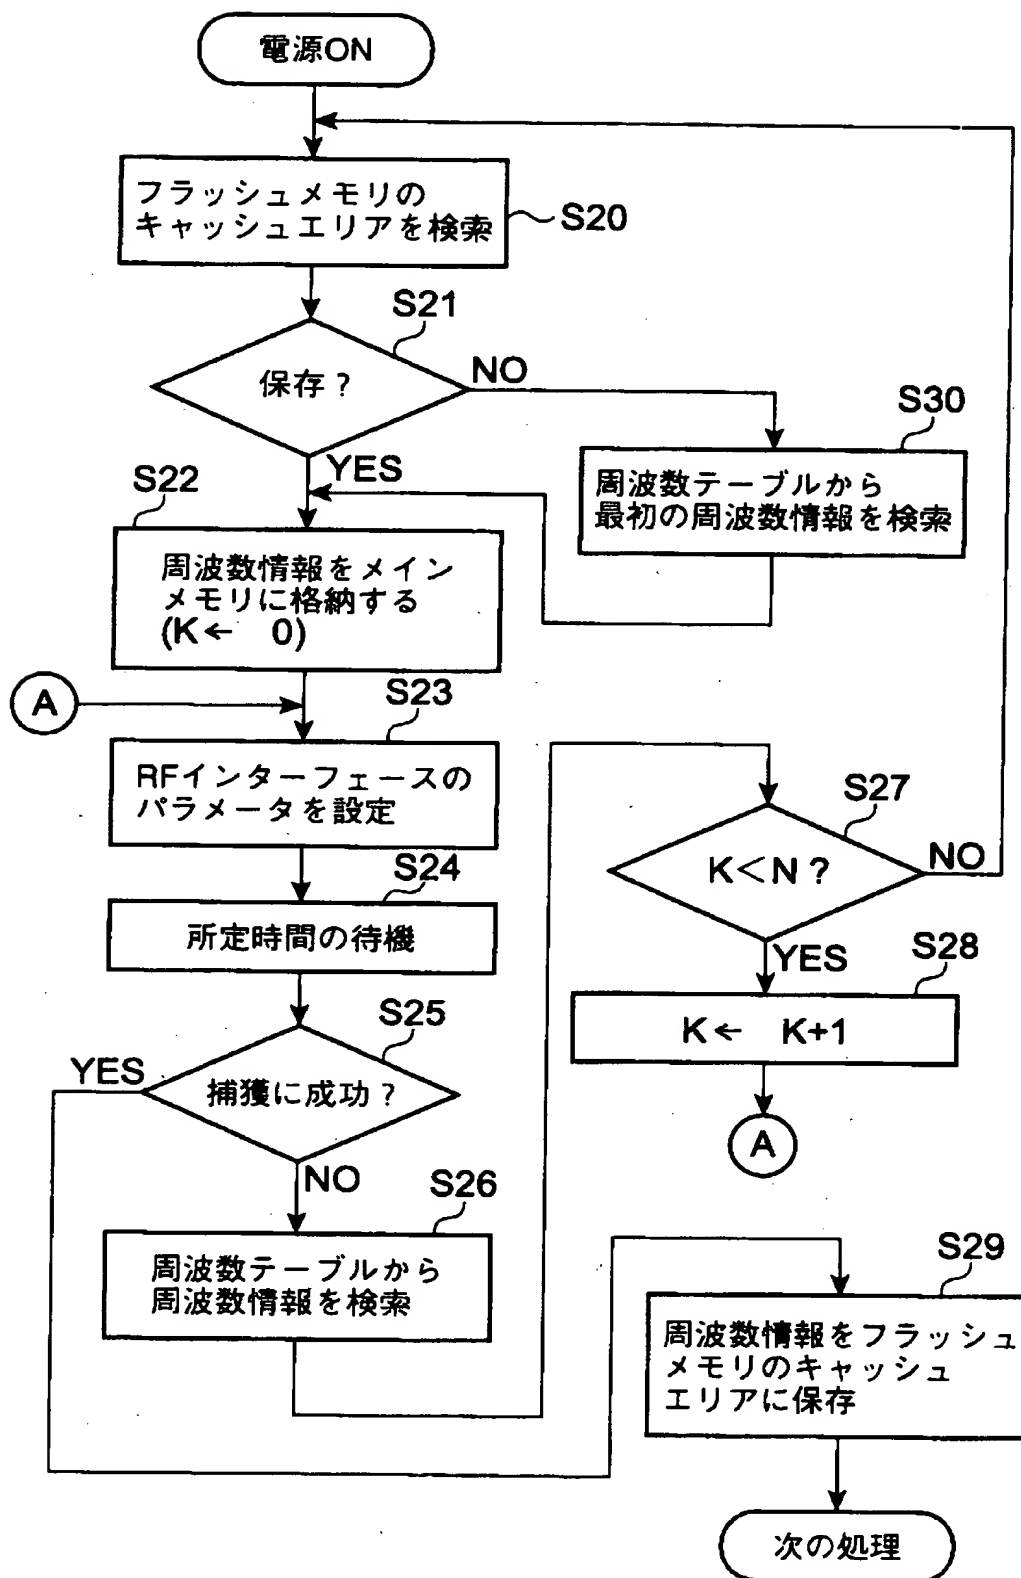 電源ON
フラッシュメモリの
キャッシュエリアを検索
S20
S21
保存？
NO
YES
S30
周波数テーブルから
最初の周波数情報を検索
S22
周波数情報をメイン
メモリに格納する
(K← 0)
A
S23
RFインターフェースの
パラメータを設定
S24
所定時間の待機
S25
捕獲に成功？
YES
NO
S26
周波数テーブルから
周波数情報を検索
S27
K＜N？
NO
YES
S28
K← K+1
A
S29
周波数情報をフラッシュ
メモリのキャッシュ
エリアに保存
次の処理